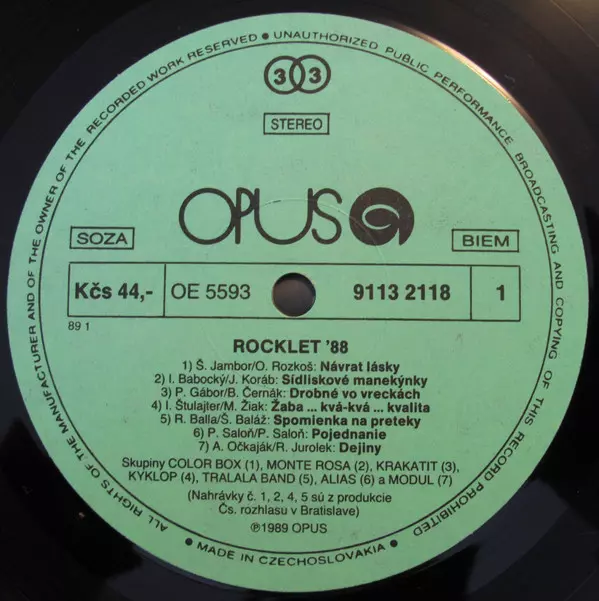 ALL RIGHTS OF THE MANUFACTURER AND OF THE OWNER OF THE RECORDED WORK RESERVED • UNAUTHORIZED PUBLIC PERFORMANCE BROADCASTING AND COPYING OF THIS RECORD PROHIBITED
33
STEREO
OPUS
SOZA
BIEM
Kčs 44,- OE 5593 9113 2118 1
89 1
ROCKLET '88
1) Š. Jambor/O. Rozkoš: Návrat lásky
2) I. Babocký/J. Koráb: Sídliskové manekýnky
3) P. Gábor/B. Černák: Drobné vo vreckách
4) I. Štulajter/M. Žiak: Žaba ... kvá-kvá ... kvalita
5) R. Balla/Š. Baláž: Spomienka na preteky
6) P. Saloň/P. Saloň: Pojednanie
7) A. Očkaják/R. Jurolek: Dejiny
Skupiny COLOR BOX (1), MONTE ROSA (2), KRAKATIT (3),
KYKLOP (4), TRALALA BAND (5), ALIAS (6) a MODUL (7)
(Nahrávky č. 1, 2, 4, 5 sú z produkcie
Čs. rozhlasu v Bratislave)
℗1989 OPUS
• MADE IN CZECHOSLOVAKIA •